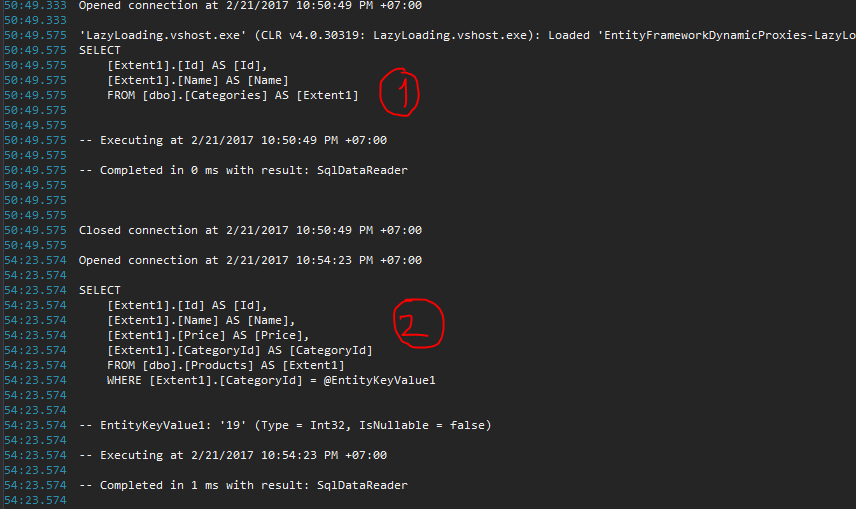 50:49.333 Opened connection at 2/21/2017 10:50:49 PM +07:00
50:49.333
50:49.575 'LazyLoading.vshost.exe' (CLR v4.0.30319: LazyLoading.vshost.exe): Loaded 'EntityFrameworkDynamicProxies-LazyLo
50:49.575 SELECT
50:49.575 [Extent1].[Id] AS [Id],
50:49.575 [Extent1].[Name] AS [Name]
50:49.575 FROM [dbo].[Categories] AS [Extent1]
1
50:49.575
50:49.575
50:49.575 -- Executing at 2/21/2017 10:50:49 PM +07:00
50:49.575
50:49.575 -- Completed in 0 ms with result: SqlDataReader
50:49.575
50:49.575
50:49.575
50:49.575 Closed connection at 2/21/2017 10:50:49 PM +07:00
50:49.575
54:23.574 Opened connection at 2/21/2017 10:54:23 PM +07:00
54:23.574
54:23.574 SELECT
54:23.574 [Extent1].[Id] AS [Id],
54:23.574 [Extent1].[Name] AS [Name],
54:23.574 [Extent1].[Price] AS [Price],
2
54:23.574 [Extent1].[CategoryId] AS [CategoryId]
54:23.574 FROM [dbo].[Products] AS [Extent1]
54:23.574 WHERE [Extent1].[CategoryId] = @EntityKeyValue1
54:23.574
54:23.574
54:23.574 -- EntityKeyValue1: '19' (Type = Int32, IsNullable = false)
54:23.574
54:23.574 -- Executing at 2/21/2017 10:54:23 PM +07:00
54:23.574
54:23.574 -- Completed in 1 ms with result: SqlDataReader
54:23.574